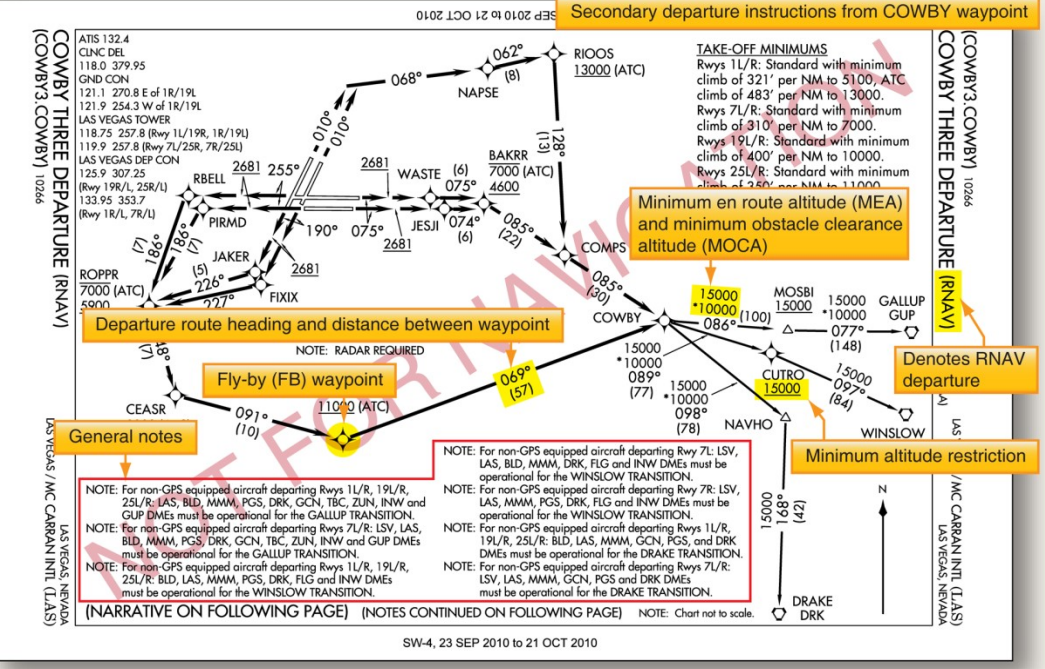 SEP 2010 to 21 OCT 2010
Secondary departure instructions from COWBY waypoint
COWBY THREE DEPARTURE (RNAV)
(COWBY3.COWBY) 10266
ATIS 132.4
CLNC DEL
118.0 379.95
GND CON
121.1 270.8 E of 1R/19L
121.9 254.3 W of 1R/19L
LAS VEGAS TOWER
118.75 257.8 (Rwy 1L/19R, 1R/19L)
119.9 257.8 (Rwy 7L/25R, 7R/25L)
LAS VEGAS DEP CON
125.9 307.25
(Rwy 19R/L, 25R/L)
133.95 353.7
(Rwy 1R/L, 7R/L)
TAKE-OFF MINIMUMS
Rwys 1L/R: Standard with minimum
climb of 321' per NM to 5100, ATC
climb of 483' per NM to 13000.
Rwys 7L/R: Standard with minimum
climb of 310' per NM to 7000.
Rwys 19L/R: Standard with minimum
climb of 400' per NM to 10000.
Rwys 25L/R: Standard with minimum
climb of 350' per NM to 11000
(COWBY3.COWBY) 10266
COWBY THREE DEPARTURE (RNAV)
062°
(8)
RIOOS
13000 (ATC)
068°
NAPSE
010°
010°
128°
(13)
2681
255°
2681
WASTE
(6)
075°
BAKRR
7000 (ATC)
4600
RBELL
PIRMD
190°
075°
2681
JESJI
074°
(6)
085°
(22)
Minimum en route altitude (MEA)
and minimum obstacle clearance
altitude (MOCA)
186°
(7)
186°
(7)
JAKER
2681
COMPS
ROPPR
7000 (ATC)
5900
(5)
226°
227°
FIXIX
085°
(30)
COWBY
15000
*10000
086°
(100)
MOSBI
15000
15000
*10000
077°
(148)
GALLUP
GUP
Departure route heading and distance between waypoint
NOTE: RADAR REQUIRED
48°
(7)
Fly-by (FB) waypoint
069°
(57)
15000
*10000
089°
(77)
CUTRO
15000
15000
097°
(84)
Denotes RNAV
departure
15000
*10000
098°
(78)
CEASR
091°
(10)
11000 (ATC)
NAVHO
WINSLOW
General notes
Minimum altitude restriction
NOTE: For non-GPS equipped aircraft departing Rwys 1L/R, 19L/R,
25L/R: LAS, BLD, MMM, PGS, DRK, GCN, TBC, ZUN, INW and
GUP DMEs must be operational for the GALLUP TRANSITION.
NOTE: For non-GPS equipped aircraft departing Rwys 7L/R: LSV, LAS,
BLD, MMM, PGS, DRK, GCN, TBC, ZUN, INW and GUP DMEs
must be operational for the GALLUP TRANSITION.
NOTE: For non-GPS equipped aircraft departing Rwys 1L/R, 19L/R,
25L/R: BLD, LAS, MMM, PGS, DRK, FLG and INW DMEs
must be operational for the WINSLOW TRANSITION.
NOTE: For non-GPS equipped aircraft departing Rwy 7L: LSV,
LAS, BLD, MMM, DRK, FLG and INW DMEs must be
operational for the WINSLOW TRANSITION.
NOTE: For non-GPS equipped aircraft departing Rwy 7R: LSV,
LAS, MMM, PGS, DRK, FLG and INW DMEs must be
operational for the WINSLOW TRANSITION.
NOTE: For non-GPS equipped aircraft departing Rwys 1L/R,
19L/R, 25L/R: BLD, LAS, MMM, GCN, PGS, and DRK
DMEs must be operational for the DRAKE TRANSITION.
NOTE: For non-GPS equipped aircraft departing Rwys 7L/R:
LSV, LAS, MMM, GCN, PGS and DRK DMEs
must be operational for the DRAKE TRANSITION.
15000
168°
(42)
N
DRAKE
DRK
(NARRATIVE ON FOLLOWING PAGE)
(NOTES CONTINUED ON FOLLOWING PAGE)
NOTE: Chart not to scale.
LAS VEGAS, NEVADA
LAS VEGAS / MC CARRAN INTL (LAS)
LAS VEGAS, NEVADA
/MC CARRAN INTL (LAS)
SW-4, 23 SEP 2010 to 21 OCT 2010
NOT FOR NAVIGATION